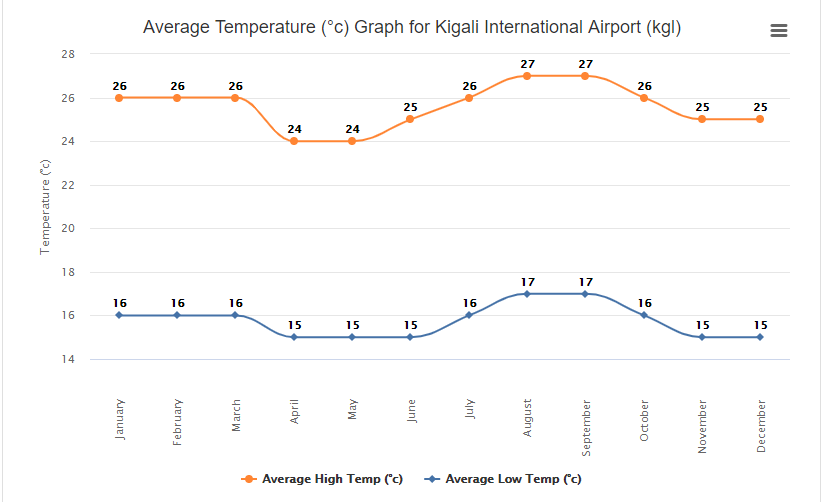 Average Temperature (°c) Graph for Kigali International Airport (kgl)
Temperature (°c)
28
26
24
22
20
18
16
14
26 26 26 24 24 25 26 27 27 26 25 25
16 16 16 15 15 15 16 17 17 16 15 15
January
February
March
April
May
June
July
August
September
October
November
December
Average High Temp (°c) Average Low Temp (°c)